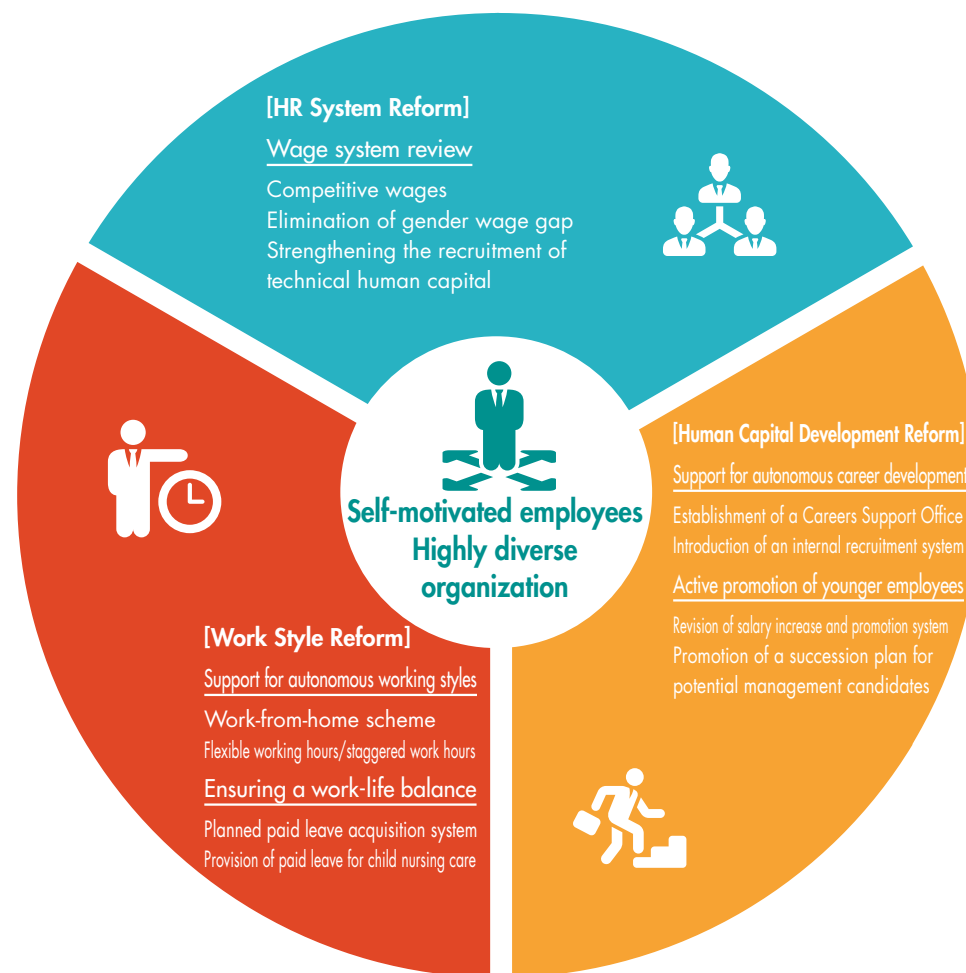 [HR System Reform]
Wage system review
Competitive wages
Elimination of gender wage gap
Strengthening the recruitment of
technical human capital
Self-motivated employees
Highly diverse
organization
[Human Capital Development Reform]
Support for autonomous career development
Establishment of a Careers Support Office
Introduction of an internal recruitment system
Active promotion of younger employees
Revision of salary increase and promotion system
Promotion of a succession plan for
potential management candidates
[Work Style Reform]
Support for autonomous working styles
Work-from-home scheme
Flexible working hours/staggered work hours
Ensuring a work-life balance
Planned paid leave acquisition system
Provision of paid leave for child nursing care